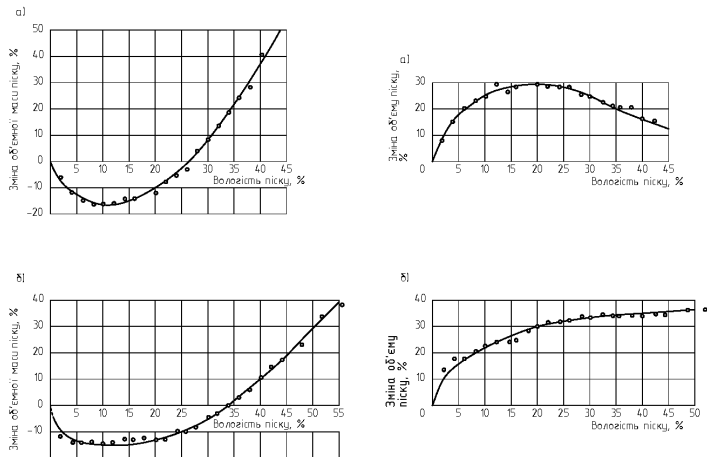 а)
Зміна об'ємної маси піску, %
50
40
30
20
10
0
-10
-20
5 10 15 20 25 30 35 40 45
Вологість піску, %
а)
Зміна об'єму піску, %
30
20
10
0
5 10 15 20 25 30 35 40 45
Вологість піску, %
б)
Зміна об'ємної маси піску, %
40
30
20
10
0
-10
5 10 15 20 25 30 35 40 45 50 55
Вологість піску, %
б)
Зміна об'єму
піску, %
40
30
20
10
0
5 10 15 20 25 30 35 40 45 50
Вологість піску, %